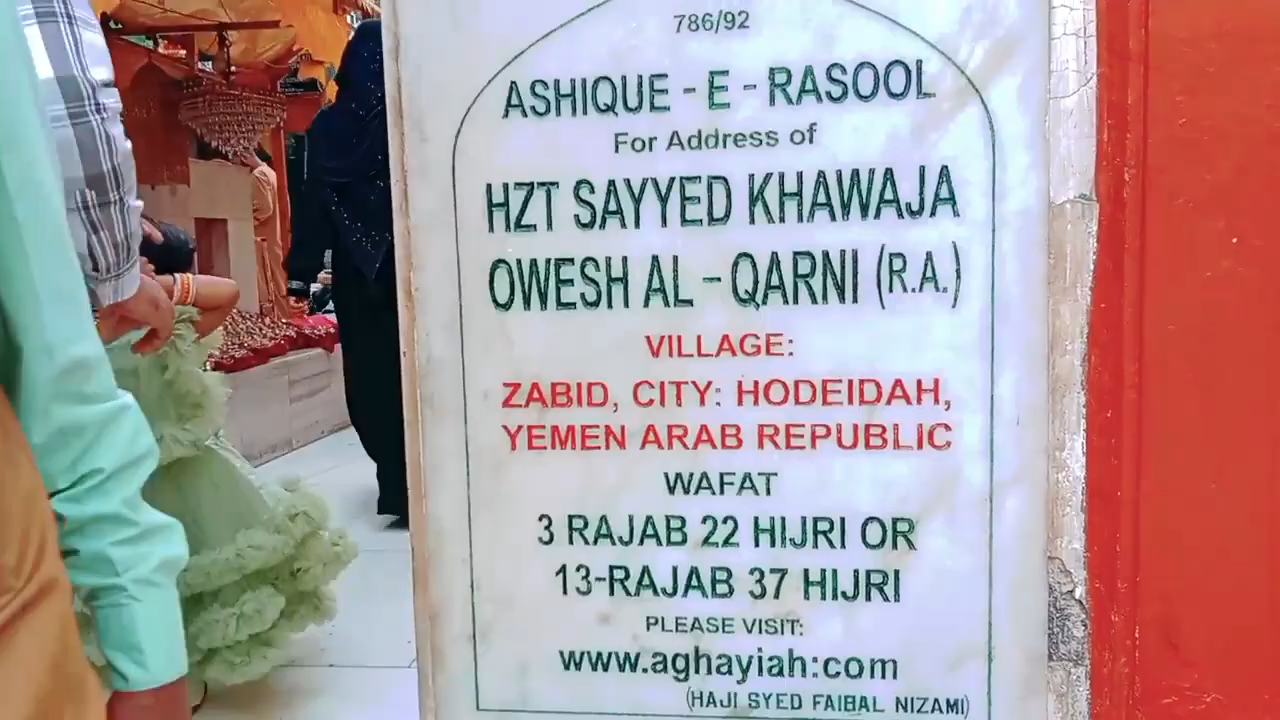 786/92
ASHIQUE - E - RASOOL
For Address of
HZT SAYYED KHAWAJA
OWESH AL - QARNI (R.A.)
VILLAGE:
ZABID, CITY: HODEIDAH,
YEMEN ARAB REPUBLIC
WAFAT
3 RAJAB 22 HIJRI OR
13-RAJAB 37 HIJRI
PLEASE VISIT:
www.aghayiah:com
(HAJI SYED FAIBAL NIZAMI)